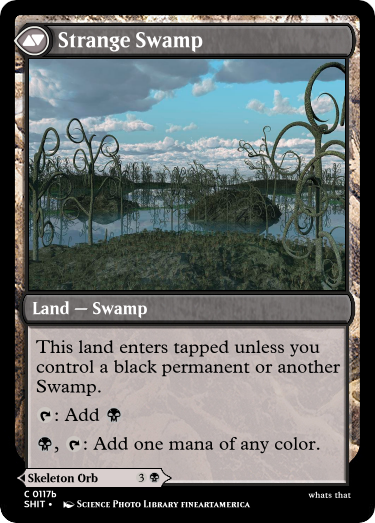 Strange Swamp
Land — Swamp
This land enters tapped unless you
control a black permanent or another
Swamp.
: Add
, : Add one mana of any color.
Skeleton Orb 3
C 0117b
SHIT • Science Photo Library fineartamerica
whats that